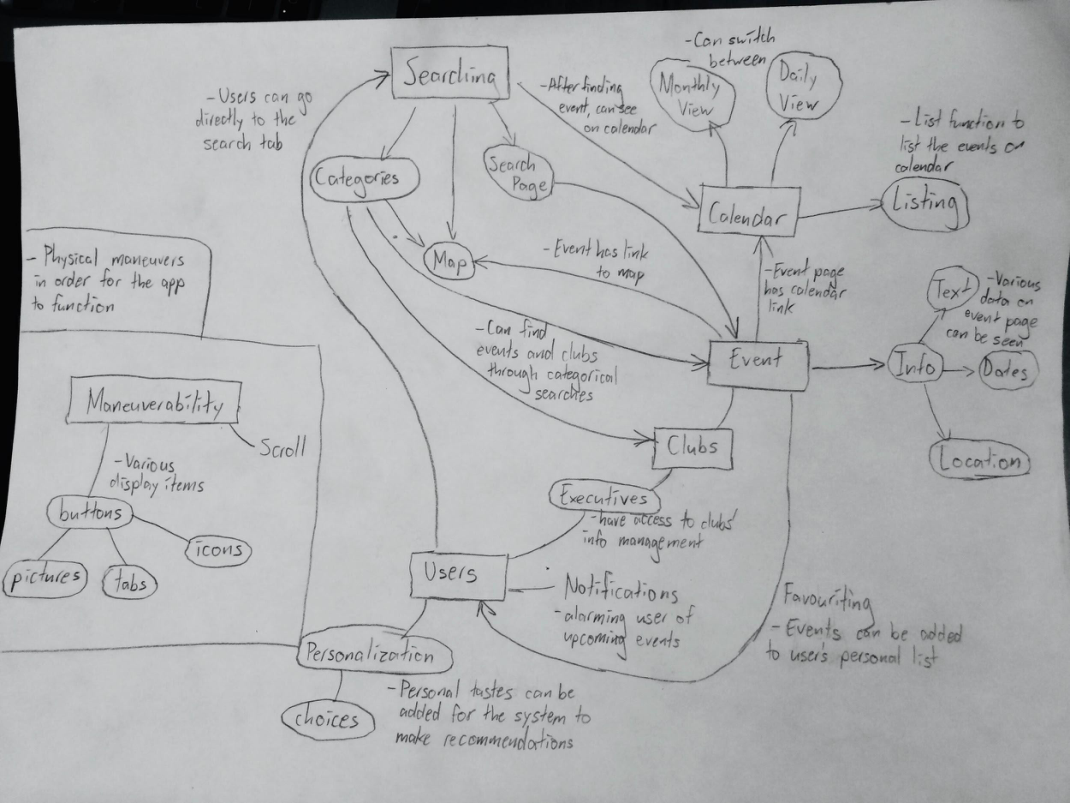 Searching
- Users can go
directly to the
search tab
- After finding
event, can see
on calendar
- Can switch
between
Monthly
View
Daily
View
- List function to
list the events on
calendar
Listing
Calendar
Categories
Search
Page
Map
- Event has link
to map
- Event page
has calendar
link
- Physical maneuvers
in order for the app
to function
- Can find
events and clubs
through categorical
searches
Event
Info
Text
- Various
data on
event page
can be seen
Dates
Location
Maneuverability
Scroll
- Various
display items
buttons
icons
pictures
tabs
Clubs
Executives
- have access to clubs'
info management
Users
Notifications
- alarming user of
upcoming events
Favouriting
- Events can be added
to user's personal list
Personalization
choices
- Personal tastes can be
added for the system to
make recommendations